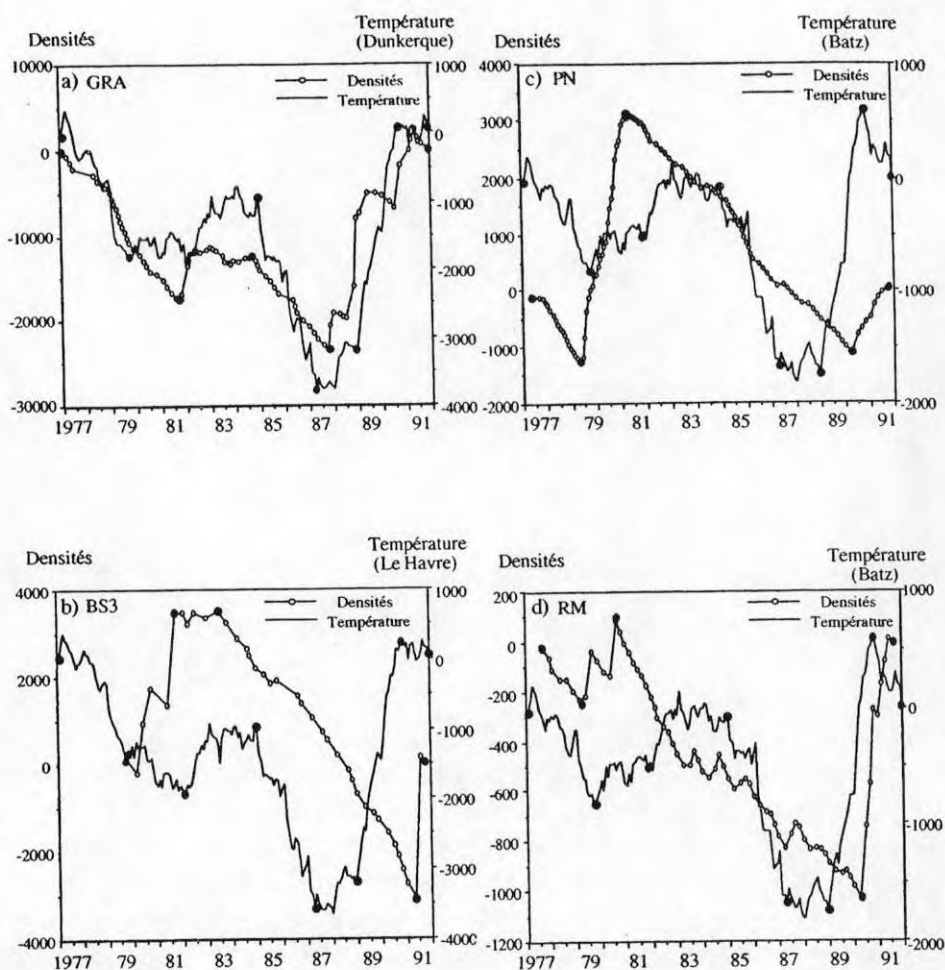 Densités
Température
(Dunkerque)
a) GRA
Densités
Température
10000
0
-10000
-20000
-30000
1000
0
-1000
-2000
-3000
-4000
1977 79 81 83 85 87 89 91
Densités
Température
(Batz)
c) PN
Densités
Température
4000
3000
2000
1000
0
-1000
-2000
1000
0
-1000
-2000
1977 79 81 83 85 87 89 91
Densités
Température
(Le Havre)
b) BS3
Densités
Température
4000
2000
0
-2000
-4000
1000
0
-1000
-2000
-3000
-4000
1977 79 81 83 85 87 89 91
Densités
Température
(Batz)
d) RM
Densités
Température
200
0
-200
-400
-600
-800
-1000
-1200
1000
0
-1000
-2000
1977 79 81 83 85 87 89 91